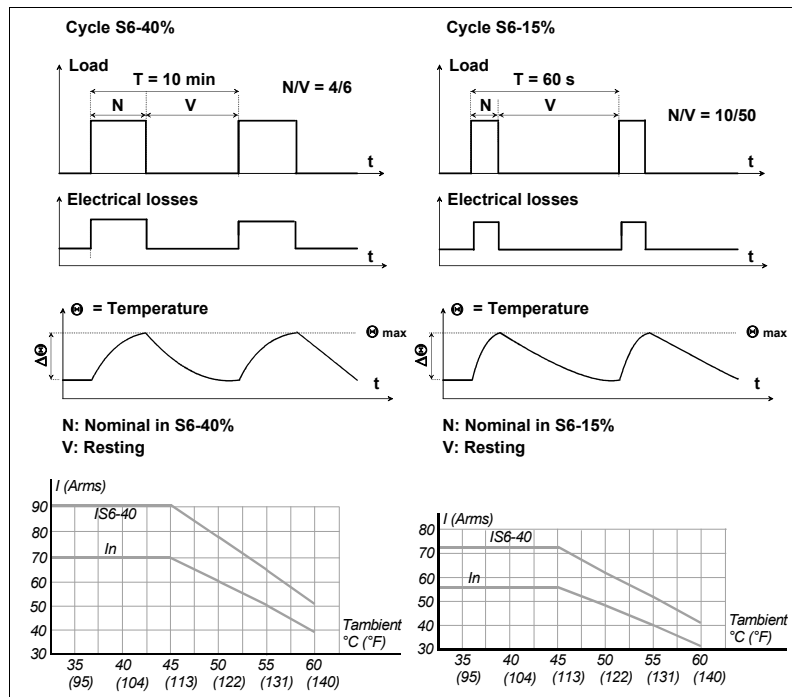 Cycle S6-40%
Load
T = 10 min
N/V = 4/6
N
V
t
Electrical losses
t
Θ = Temperature
Θ max
ΔΘ
t
N: Nominal in S6-40%
V: Resting
I (Arms)
90
IS6-40
80
70
In
60
50
40
30
Tambient
°C (°F)
35 40 45 50 55 60
(95) (104) (113) (122) (131) (140)
Cycle S6-15%
Load
T = 60 s
N
V
N/V = 10/50
t
Electrical losses
t
Θ = Temperature
Θ max
ΔΘ
t
N: Nominal in S6-15%
V: Resting
I (Arms)
80
IS6-40
70
60
In
50
40
30
Tambient
°C (°F)
35 40 45 50 55 60
(95) (104) (113) (122) (131) (140)